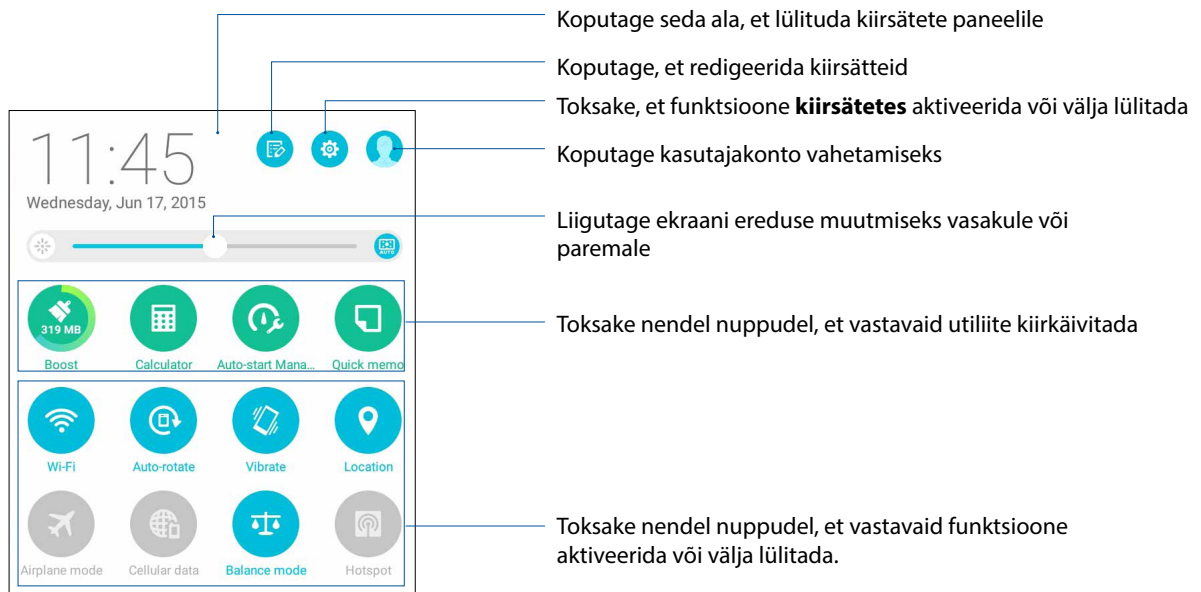 Koputage seda ala, et lülituda kiirsätete paneelile
Koputage, et redigeerida kiirsätteid
Toksake, et funktsioone kiirsätetes aktiveerida või välja lülitada
Koputage kasutajakonto vahetamiseks
11:45
Wednesday, Jun 17, 2015
Liigutage ekraani ereduse muutmiseks vasakule või
paremale
AUTO
319 MB
Boost
Calculator
Auto-start Mana...
Quick memo
Toksake nendel nuppudel, et vastavaid utiliite kiirkäivitada
Wi-Fi
Auto-rotate
Vibrate
Location
Toksake nendel nuppudel, et vastavaid funktsioone
aktiveerida või välja lülitada.
Airplane mode
Cellular data
Balance mode
Hotspot